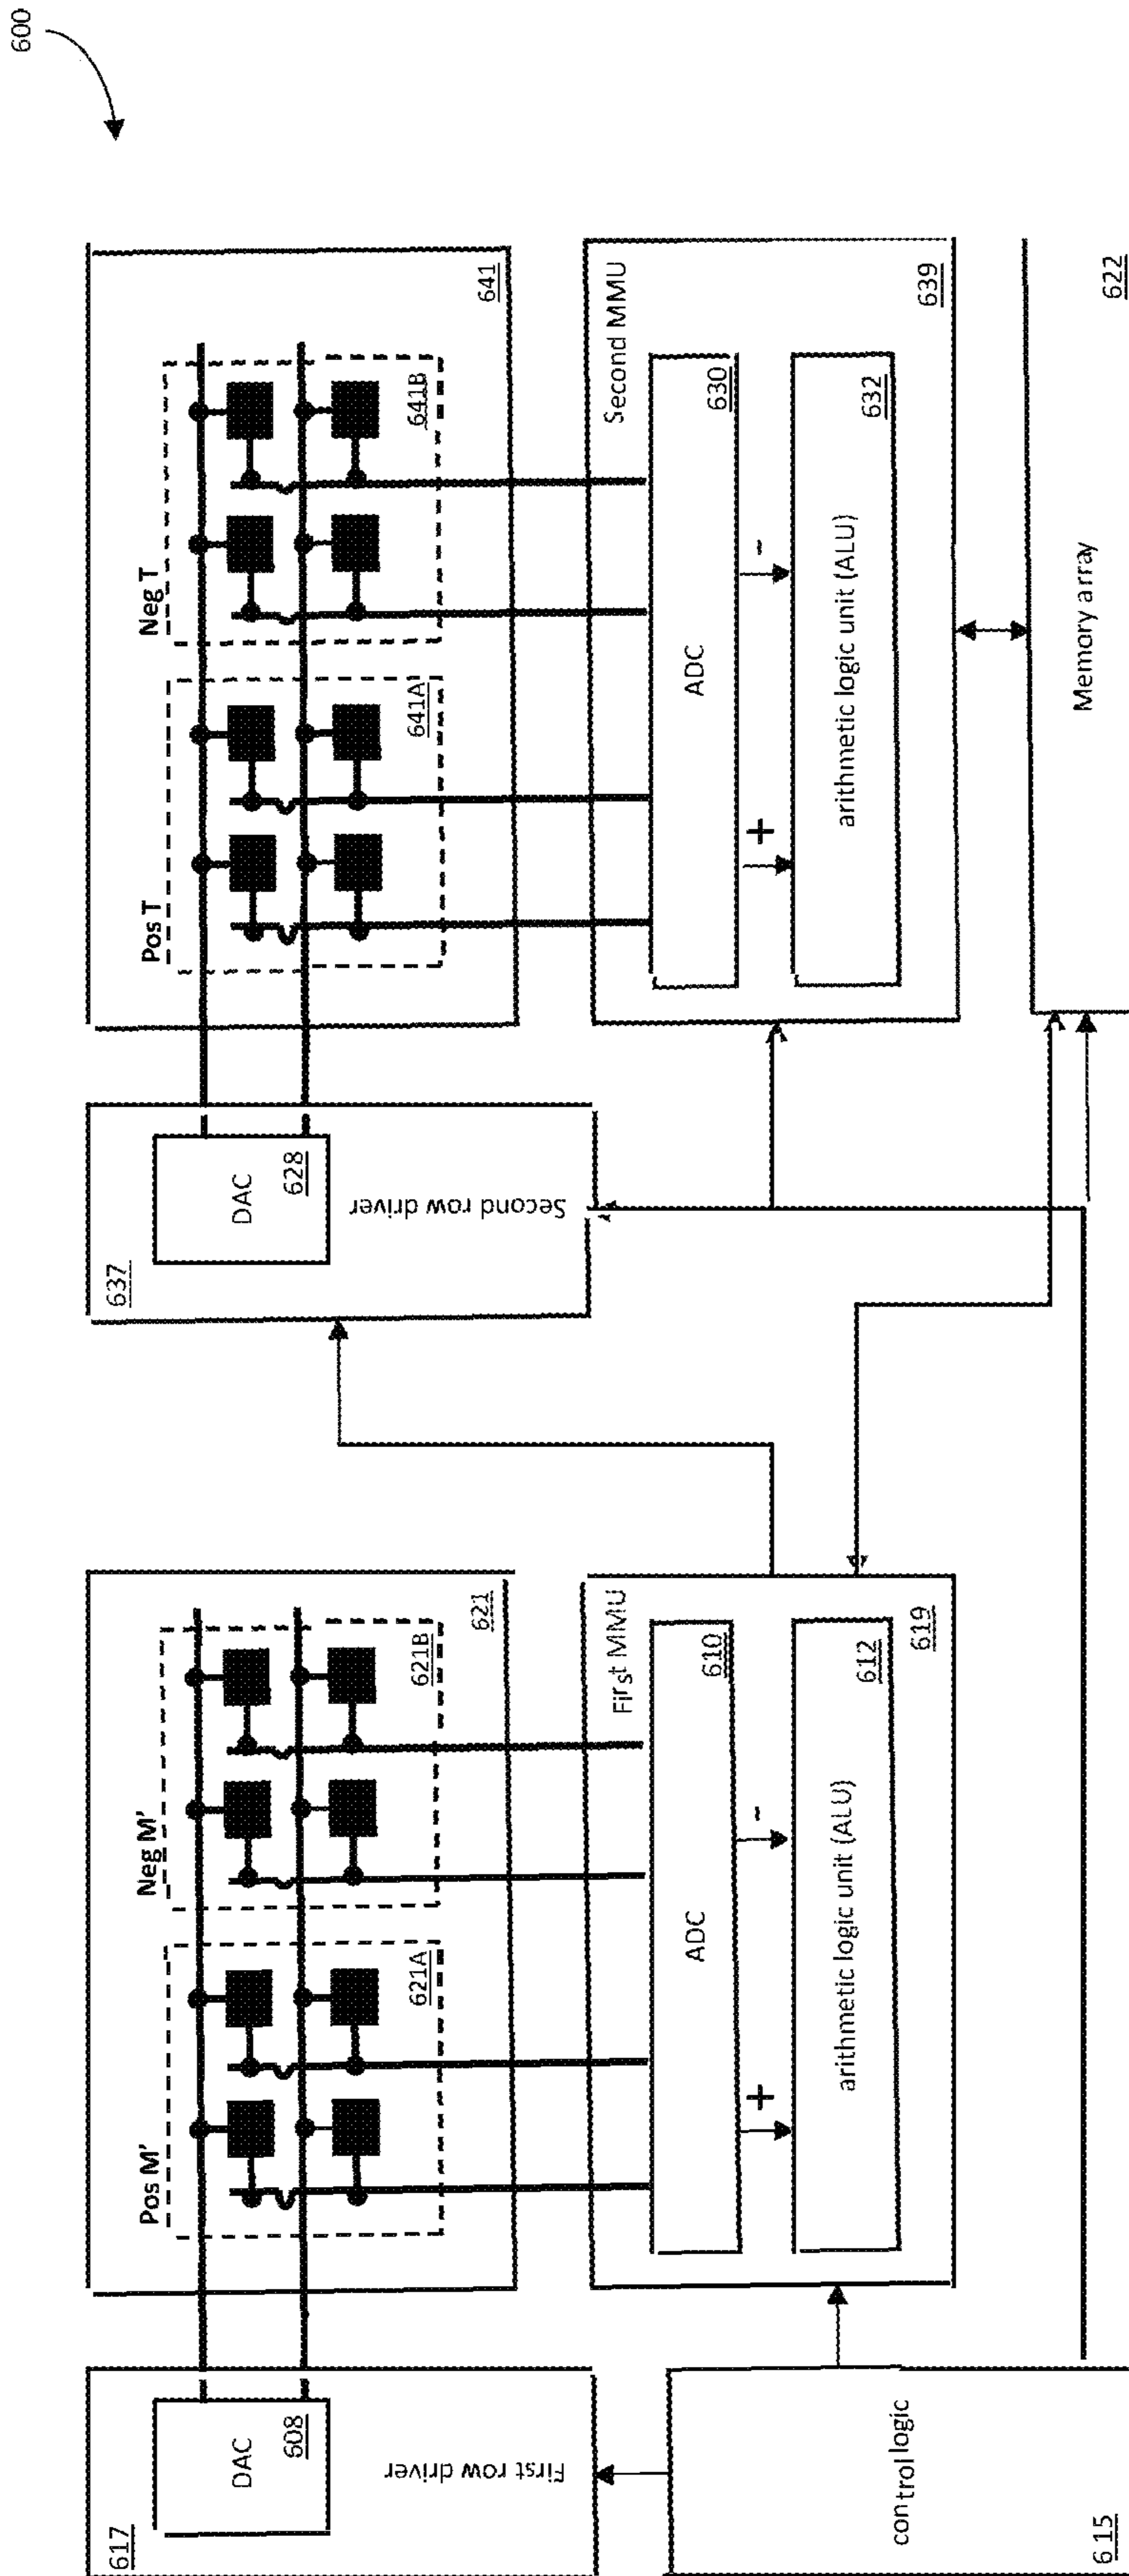 600
617
DAC
608
First row driver
control logic
615
Pos M'
Neg M'
621A
621B
621
First MMU
ADC
610
+
-
arithmetic logic unit (ALU)
612
619
637
DAC
628
Second row driver
Pos T
Neg T
641A
641B
641
Second MMU
ADC
630
+
-
arithmetic logic unit (ALU)
632
639
Memory array
622